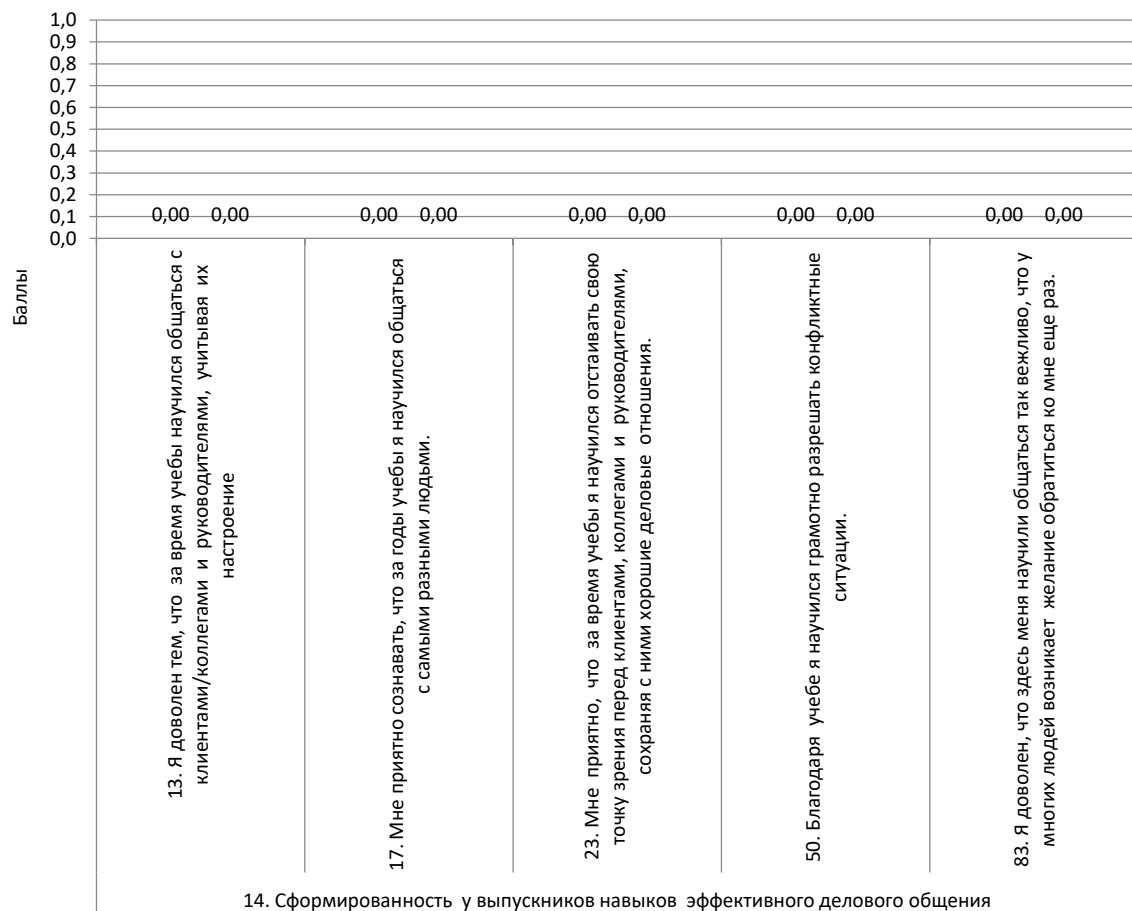 1,0
0,9
0,8
0,7
0,6
0,5
0,4
0,3
0,2
0,1
0,0
Баллы
0,00 0,00
0,00 0,00
0,00 0,00
0,00 0,00
0,00 0,00
13. Я доволен тем, что за время учебы научился общаться с
клиентами/коллегами и руководителями, учитывая их
настроение
17. Мне приятно сознавать, что за годы учебы я научился общаться
с самыми разными людьми.
23. Мне приятно, что за время учебы я научился отстаивать свою
точку зрения перед клиентами, коллегами и руководителями,
сохраняя с ними хорошие деловые отношения.
50. Благодаря учебе я научился грамотно разрешать конфликтные
ситуации.
83. Я доволен, что здесь меня научили общаться так вежливо, что у
многих людей возникает желание обратиться ко мне еще раз.
14. Сформированность у выпускников навыков эффективного делового общения